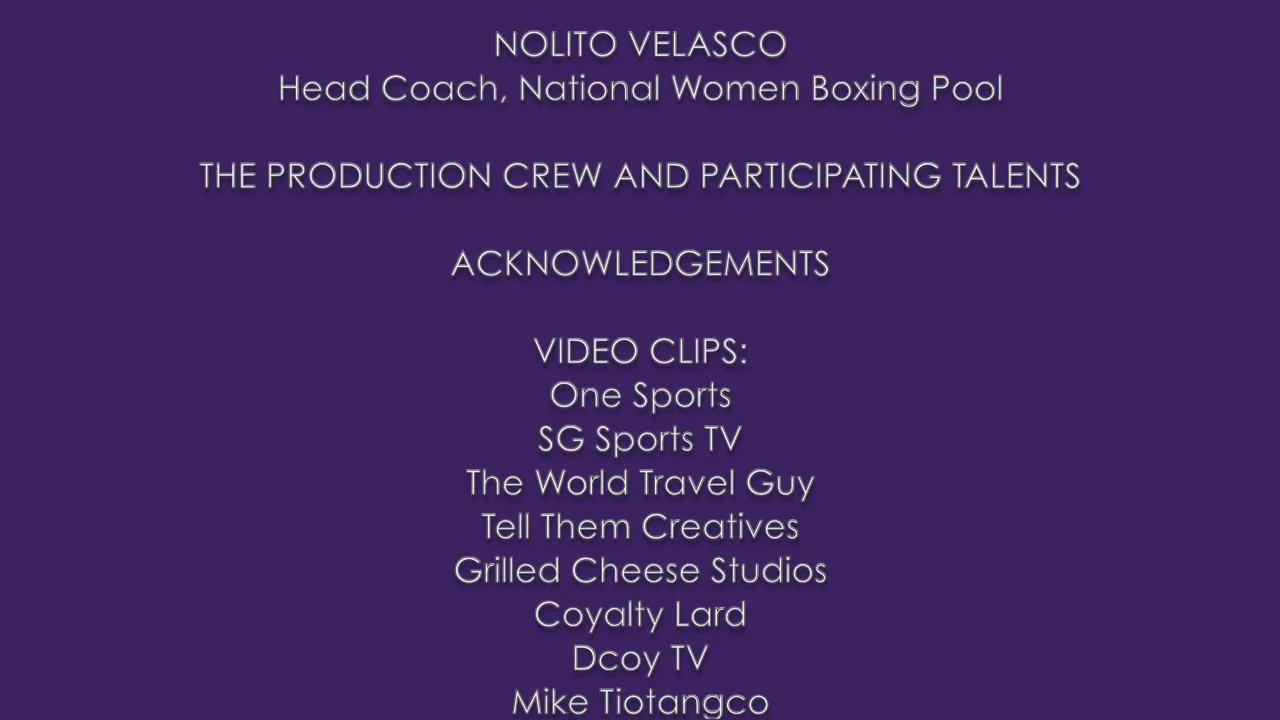 NOLITO VELASCO
Head Coach, National Women Boxing Pool
THE PRODUCTION CREW AND PARTICIPATING TALENTS
ACKNOWLEDGEMENTS
VIDEO CLIPS:
One Sports
SG Sports TV
The World Travel Guy
Tell Them Creatives
Grilled Cheese Studios
Coyalty Lard
Dcoy TV
Mike Tiotangco